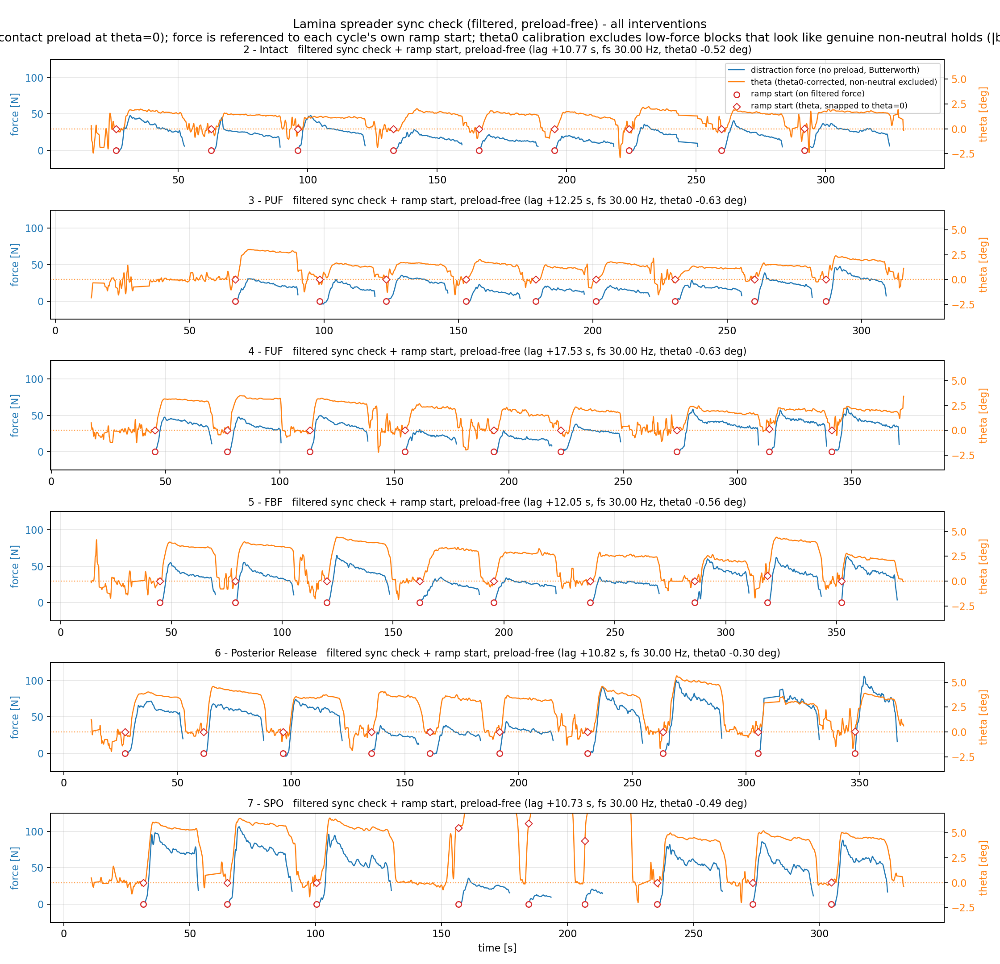 Lamina spreader sync check (filtered, preload-free) - all interventions
contact preload at theta=0); force is referenced to each cycle's own ramp start; theta0 calibration excludes low-force blocks that look like genuine non-neutral holds (|b
2 - Intact   filtered sync check + ramp start, preload-free (lag +10.77 s, fs 30.00 Hz, theta0 -0.52 deg)
distraction force (no preload, Butterworth)
theta (theta0-corrected, non-neutral excluded)
ramp start (on filtered force)
ramp start (theta, snapped to theta=0)
force [N]
100
50
0
5.0
2.5
0.0
−2.5
theta [deg]
50 100 150 200 250 300
3 - PUF   filtered sync check + ramp start, preload-free (lag +12.25 s, fs 30.00 Hz, theta0 -0.63 deg)
force [N]
100
50
0
5.0
2.5
0.0
−2.5
theta [deg]
0 50 100 150 200 250 300
4 - FUF   filtered sync check + ramp start, preload-free (lag +17.53 s, fs 30.00 Hz, theta0 -0.63 deg)
force [N]
100
50
0
5.0
2.5
0.0
−2.5
theta [deg]
0 50 100 150 200 250 300 350
5 - FBF   filtered sync check + ramp start, preload-free (lag +12.05 s, fs 30.00 Hz, theta0 -0.56 deg)
force [N]
100
50
0
5.0
2.5
0.0
−2.5
theta [deg]
0 50 100 150 200 250 300 350
6 - Posterior Release   filtered sync check + ramp start, preload-free (lag +10.82 s, fs 30.00 Hz, theta0 -0.30 deg)
force [N]
100
50
0
5.0
2.5
0.0
−2.5
theta [deg]
0 50 100 150 200 250 300 350
7 - SPO   filtered sync check + ramp start, preload-free (lag +10.73 s, fs 30.00 Hz, theta0 -0.49 deg)
force [N]
100
50
0
5.0
2.5
0.0
−2.5
theta [deg]
0 50 100 150 200 250 300
time [s]